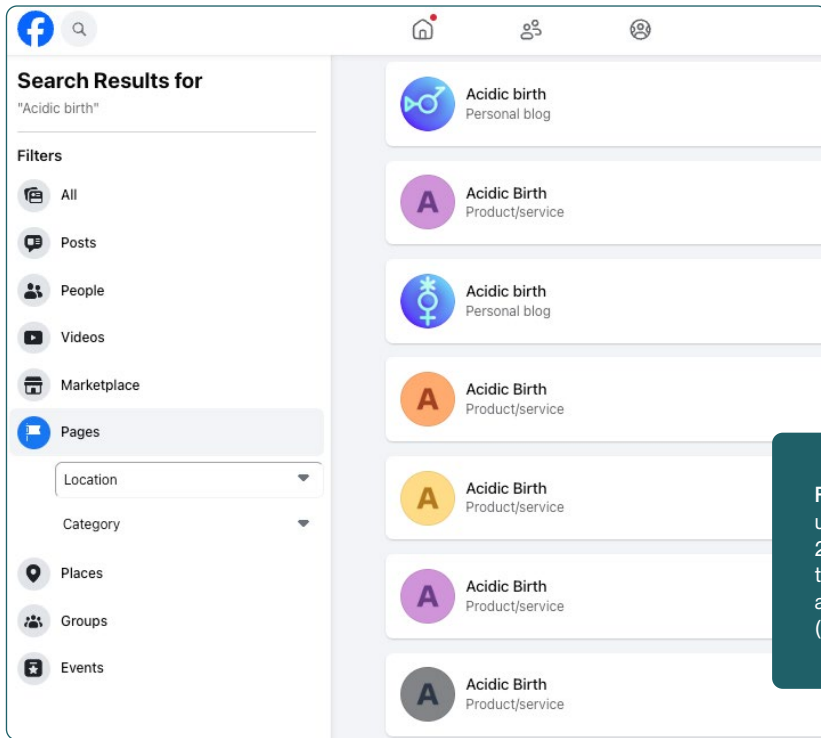 Search Results for
"Acidic birth"
Filters
All
Posts
People
Videos
Marketplace
Pages
Location
Category
Places
Groups
Events
Acidic birth
Personal blog
A
Acidic Birth
Product/service
Acidic birth
Personal blog
A
Acidic Birth
Product/service
A
Acidic Birth
Product/service
A
Acidic Birth
Product/service
A
Acidic Birth
Product/service